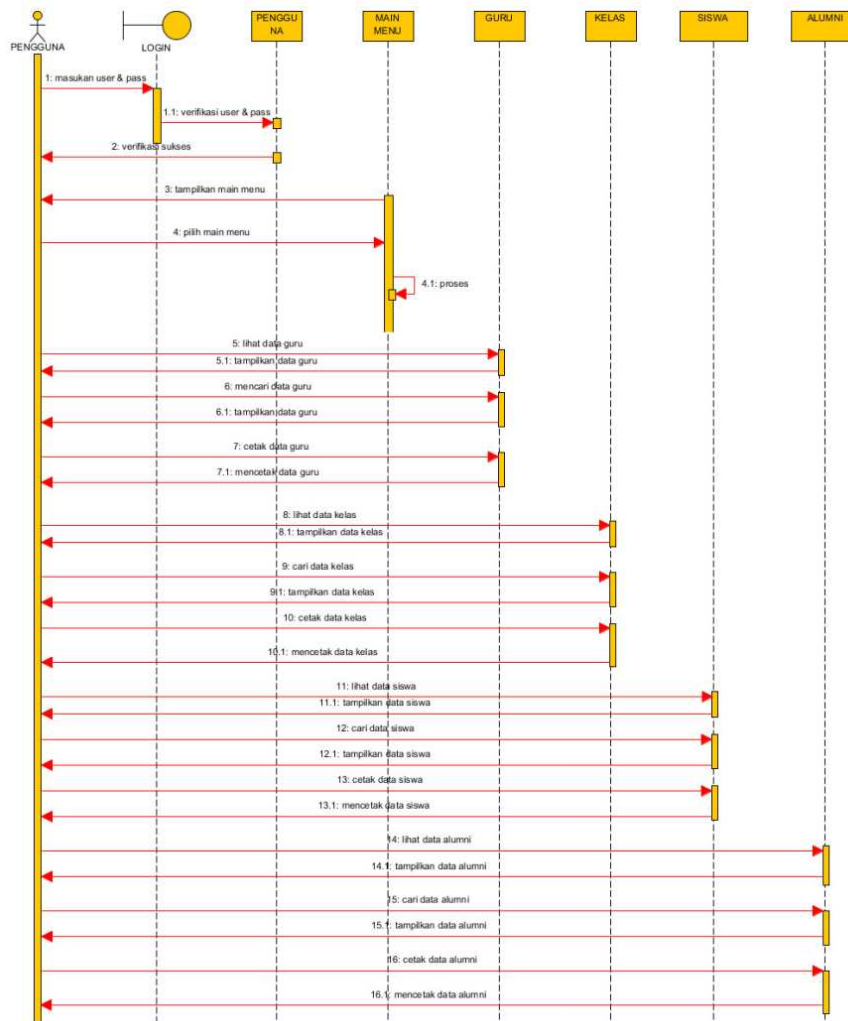 PENGGUNA
LOGIN
PENGGU
NA
MAIN
MENU
GURU
KELAS
SISWA
ALUMNI
1: masukan user & pass
1.1: verifikasi user & pass
2: verifikasi sukses
3: tampilkan main menu
4: pilih main menu
4.1: proses
5: lihat data guru
5.1: tampilkan data guru
6: mencari data guru
6.1: tampilkan data guru
7: cetak data guru
7.1: mencetak data guru
8: lihat data kelas
8.1: tampilkan data kelas
9: cari data kelas
9.1: tampilkan data kelas
10: cetak data kelas
10.1: mencetak data kelas
11: lihat data siswa
11.1: tampilkan data siswa
12: cari data siswa
12.1: tampilkan data siswa
13: cetak data siswa
13.1: mencetak data siswa
14: lihat data alumni
14.1: tampilkan data alumni
15: cari data alumni
15.1: tampilkan data alumni
16: cetak data alumni
16.1: mencetak data alumni